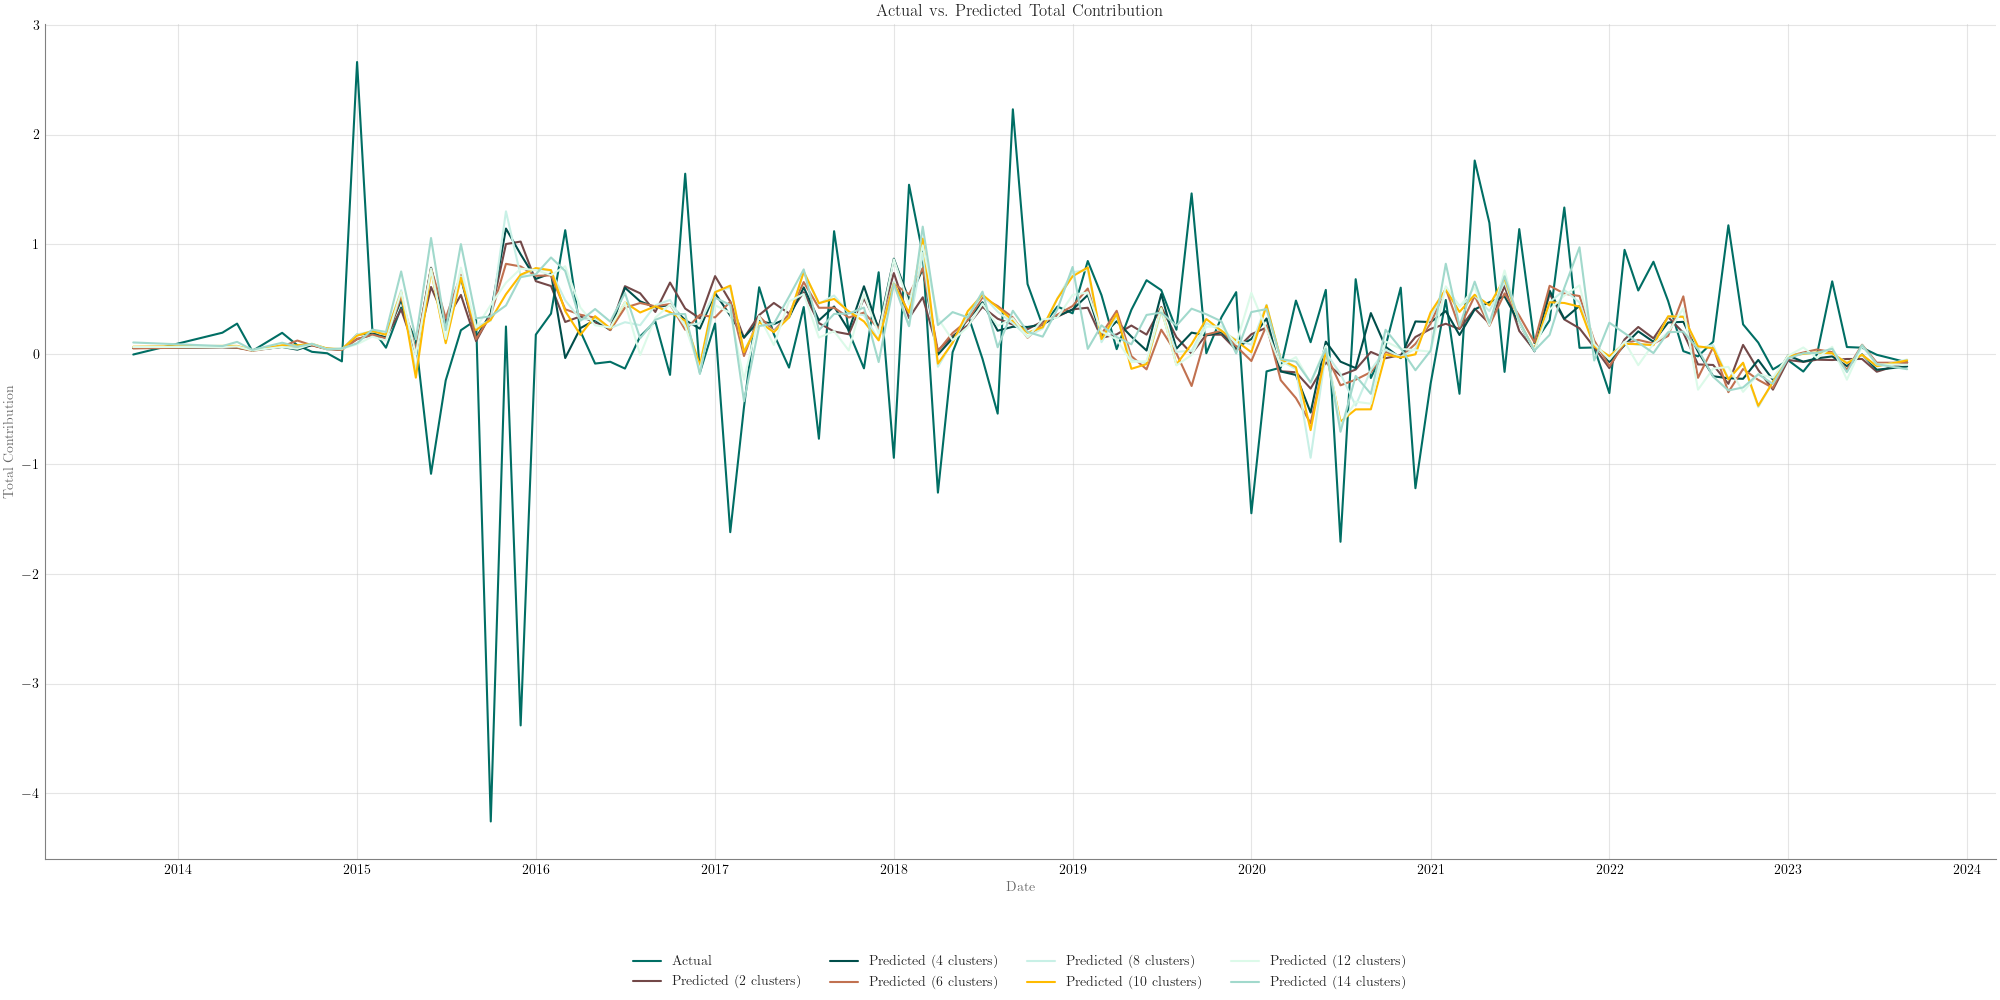 Actual vs. Predicted Total Contribution
3
2
1
0
−1
−2
−3
−4
Total Contribution
2014 2015 2016 2017 2018 2019 2020 2021 2022 2023 2024
Date
Actual Predicted (4 clusters) Predicted (8 clusters) Predicted (12 clusters)
Predicted (2 clusters) Predicted (6 clusters) Predicted (10 clusters) Predicted (14 clusters)